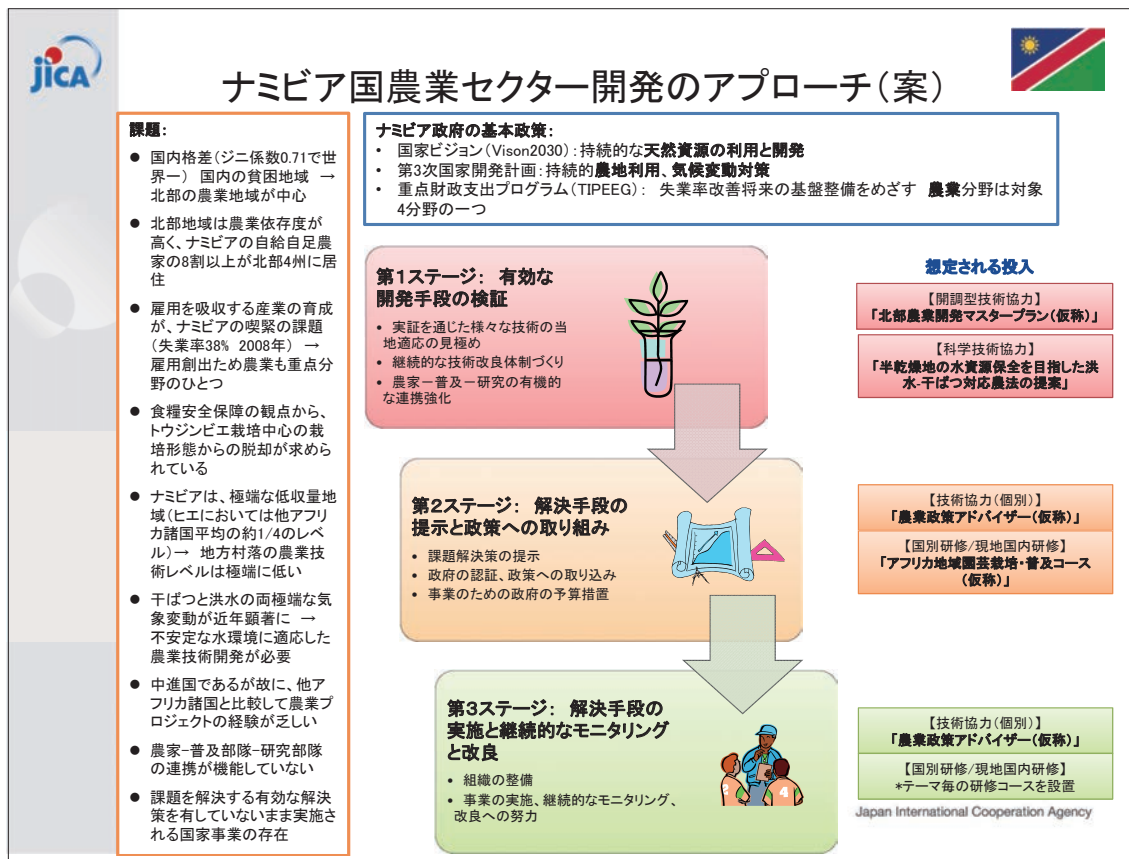 JICA
ナミビア国農業セクター開発のアプローチ（案）
課題：
● 国内格差（ジニ係数0.71で世
界一） 国内の貧困地域 →
北部の農業地域が中心
● 北部地域は農業依存度が
高く、ナミビアの自給自足農
家の8割以上が北部4州に居
住
● 雇用を吸収する産業の育成
が、ナミビアの喫緊の課題
（失業率38% 2008年） →
雇用創出ため農業も重点分
野のひとつ
● 食糧安全保障の観点から、
トウジンビエ栽培中心の栽
培形態からの脱却が求めら
れている
● ナミビアは、極端な低収量地
域（ヒエにおいては他アフリ
カ諸国平均の約1/4のレベ
ル）→ 地方村落の農業技
術レベルは極端に低い
● 干ばつと洪水の両極端な気
象変動が近年顕著に →
不安定な水環境に適応した
農業技術開発が必要
● 中進国であるが故に、他ア
フリカ諸国と比較して農業プ
ロジェクトの経験が乏しい
● 農家-普及部隊-研究部隊
の連携が機能していない
● 課題を解決する有効な解決
策を有していないまま実施さ
れる国家事業の存在
ナミビア政府の基本政策：
• 国家ビジョン（Vison2030）：持続的な天然資源の利用と開発
• 第3次国家開発計画：持続的農地利用、気候変動対策
• 重点財政支出プログラム（TIPEEG）： 失業率改善将来の基盤整備をめざす 農業分野は対象
4分野の一つ
第1ステージ： 有効な
開発手段の検証
• 実証を通じた様々な技術の当
地適応の見極め
• 継続的な技術改良体制づくり
• 農家－普及－研究の有機的
な連携強化
想定される投入
【開調型技術協力】
「北部農業開発マスタープラン（仮称）」
【科学技術協力】
「半乾燥地の水資源保全を目指した洪
水-干ばつ対応農法の提案」
第2ステージ： 解決手段の
提示と政策への取り組み
• 課題解決策の提示
• 政府の認証、政策への取り込み
• 事業のための政府の予算措置
【技術協力（個別）】
「農業政策アドバイザー（仮称）」
【国別研修/現地国内研修】
「アフリカ地域園芸栽培・普及コース
（仮称）」
第3ステージ： 解決手段の
実施と継続的なモニタリング
と改良
• 組織の整備
• 事業の実施、継続的なモニタリング、
改良への努力
2
4
【技術協力（個別）】
「農業政策アドバイザー（仮称）」
【国別研修/現地国内研修】
*テーマ毎の研修コースを設置
Japan International Cooperation Agency